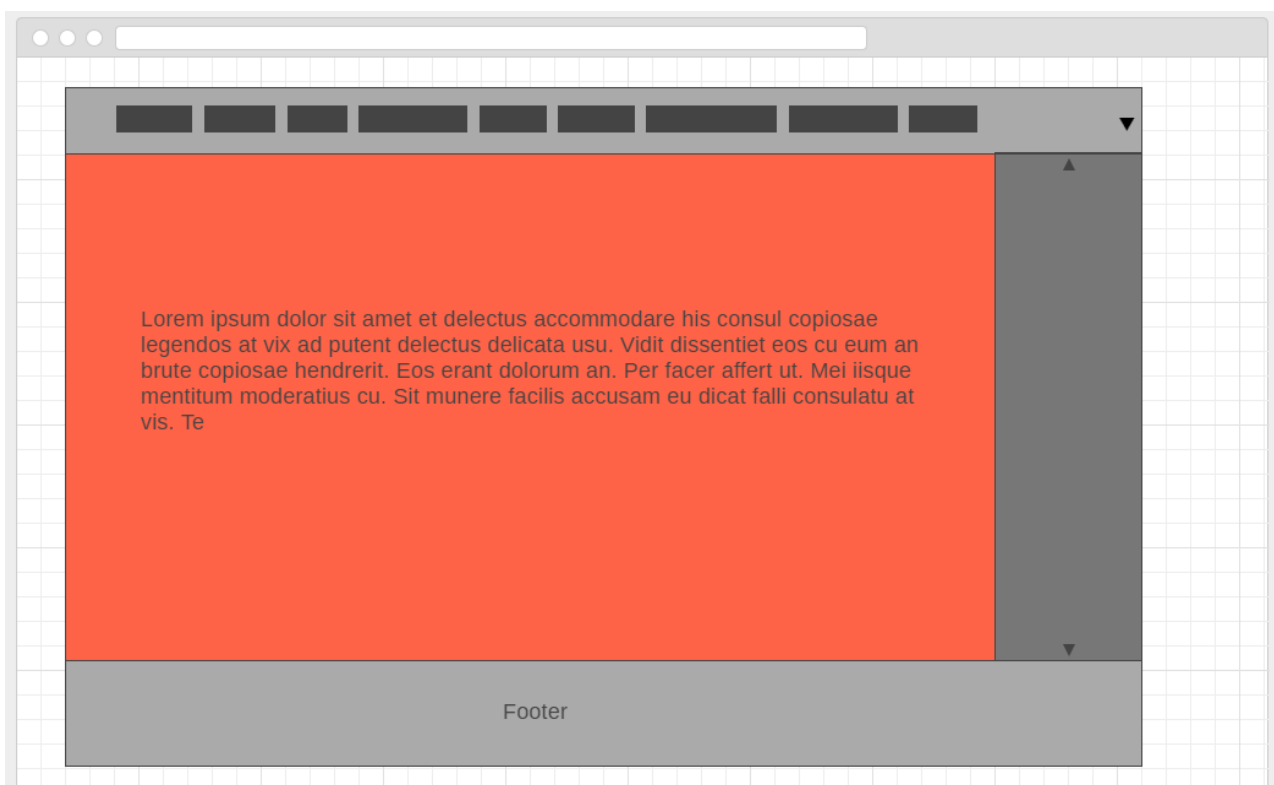 Lorem ipsum dolor sit amet et delectus accommodare his consul copiosae
legendos at vix ad putent delectus delicata usu. Vidit dissentiet eos cu eum an
brute copiosae hendrerit. Eos erant dolorum an. Per facer affert ut. Mei iisque
mentitum moderatius cu. Sit munere facilis accusam eu dicat falli consulatu at
vis. Te
Footer